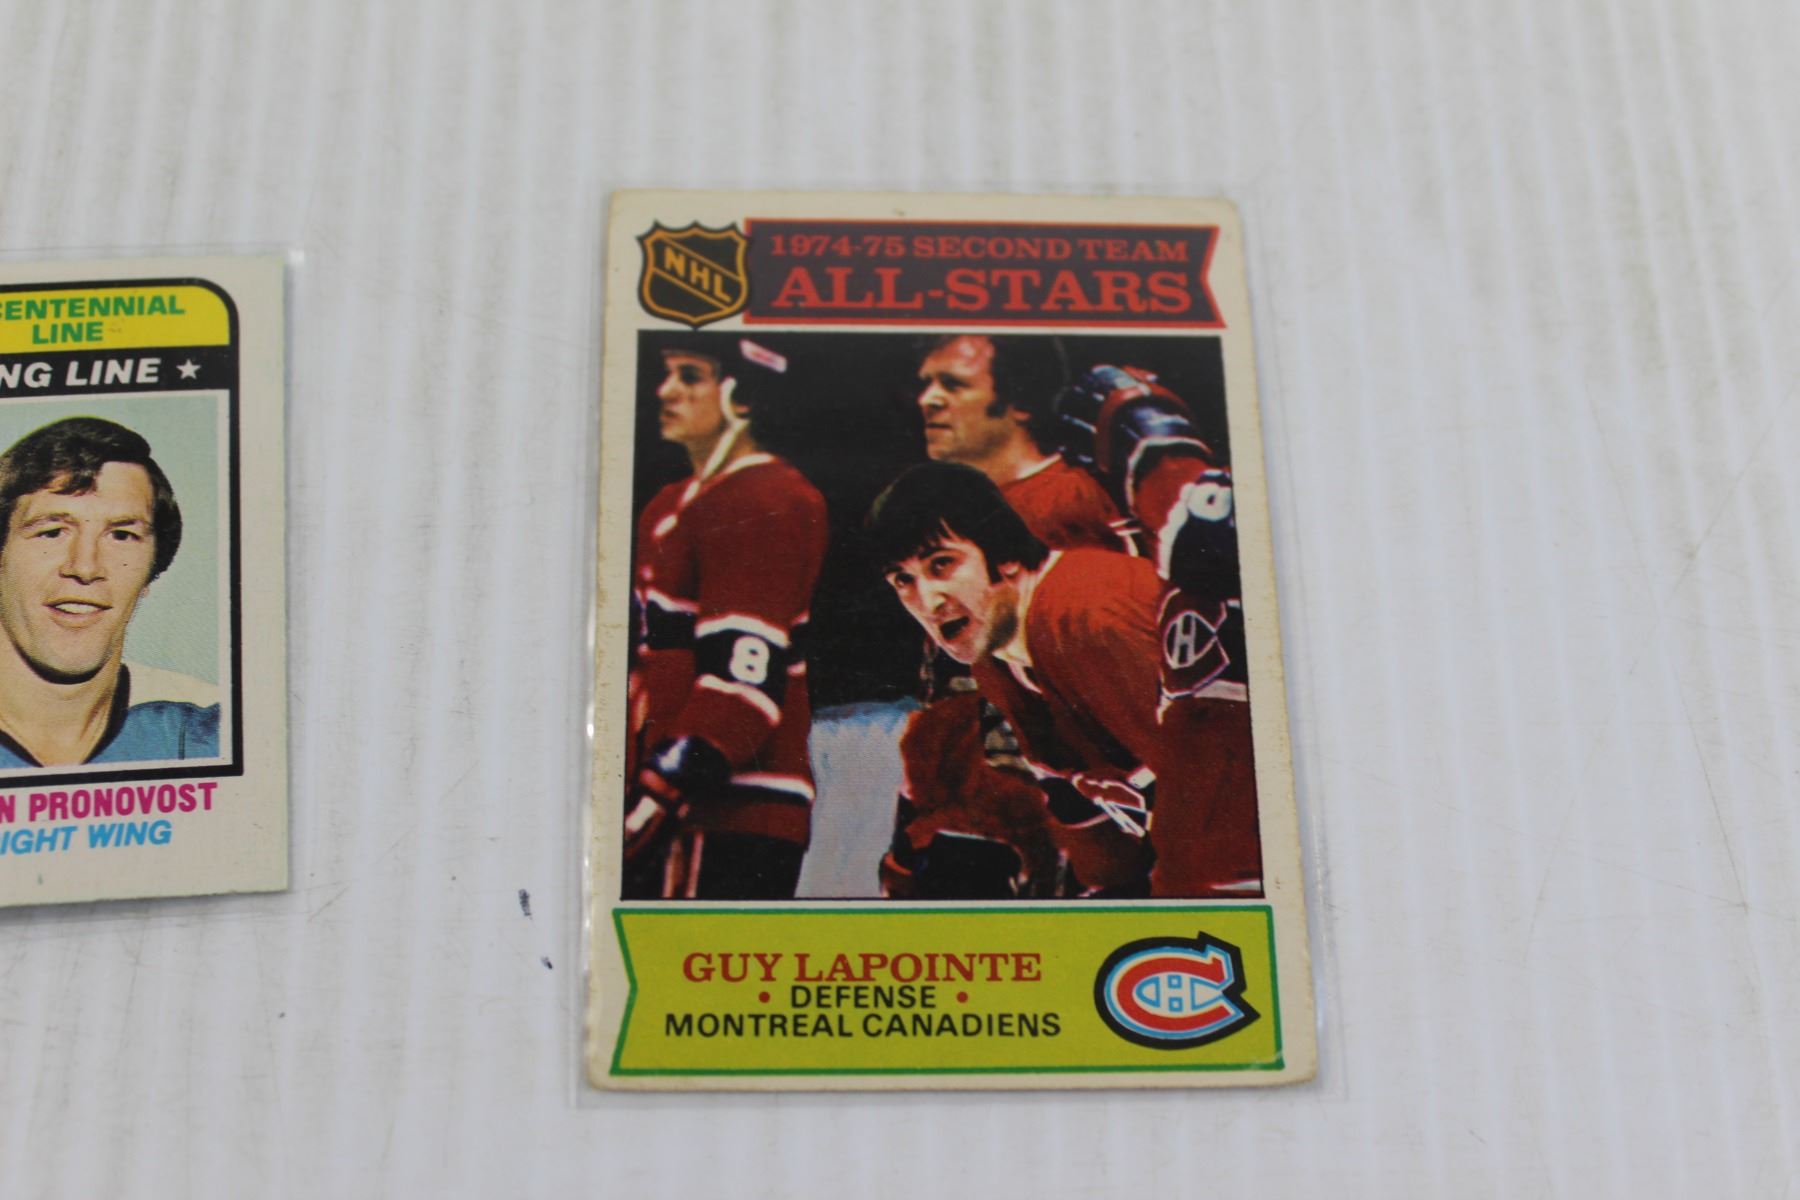 CENTENNIAL
LINE
NG LINE ★
N PRONOVOST
IGHT WING
NHL
1974-75 SECOND TEAM
ALL-STARS
8
GUY LAPOINTE
• DEFENSE •
MONTREAL CANADIENS